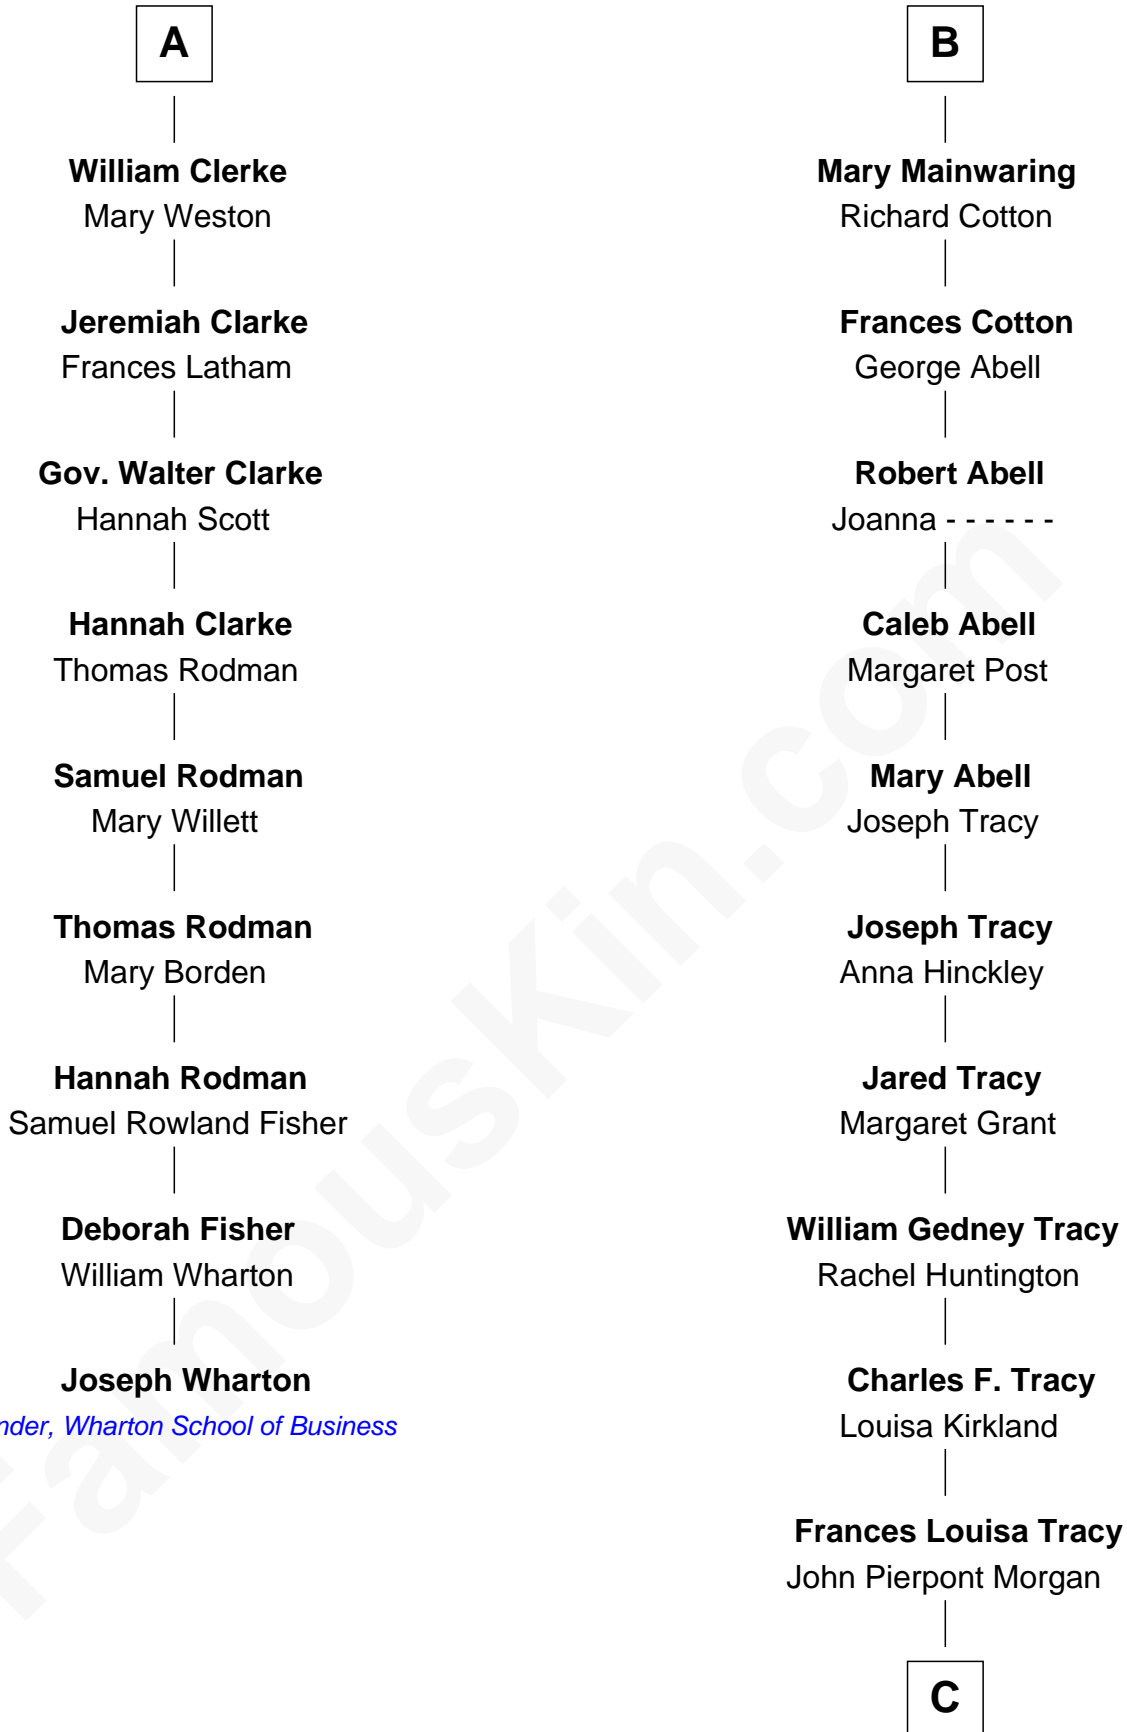 A
William Clerke
Mary Weston
Jeremiah Clarke
Frances Latham
Gov. Walter Clarke
Hannah Scott
Hannah Clarke
Thomas Rodman
Samuel Rodman
Mary Willett
Thomas Rodman
Mary Borden
Hannah Rodman
Samuel Rowland Fisher
Deborah Fisher
William Wharton
Joseph Wharton
nder, Wharton School of Business
B
Mary Mainwaring
Richard Cotton
Frances Cotton
George Abell
Robert Abell
Joanna - - - - - -
Caleb Abell
Margaret Post
Mary Abell
Joseph Tracy
Joseph Tracy
Anna Hinckley
Jared Tracy
Margaret Grant
William Gedney Tracy
Rachel Huntington
Charles F. Tracy
Louisa Kirkland
Frances Louisa Tracy
John Pierpont Morgan
C
FamousKin.com